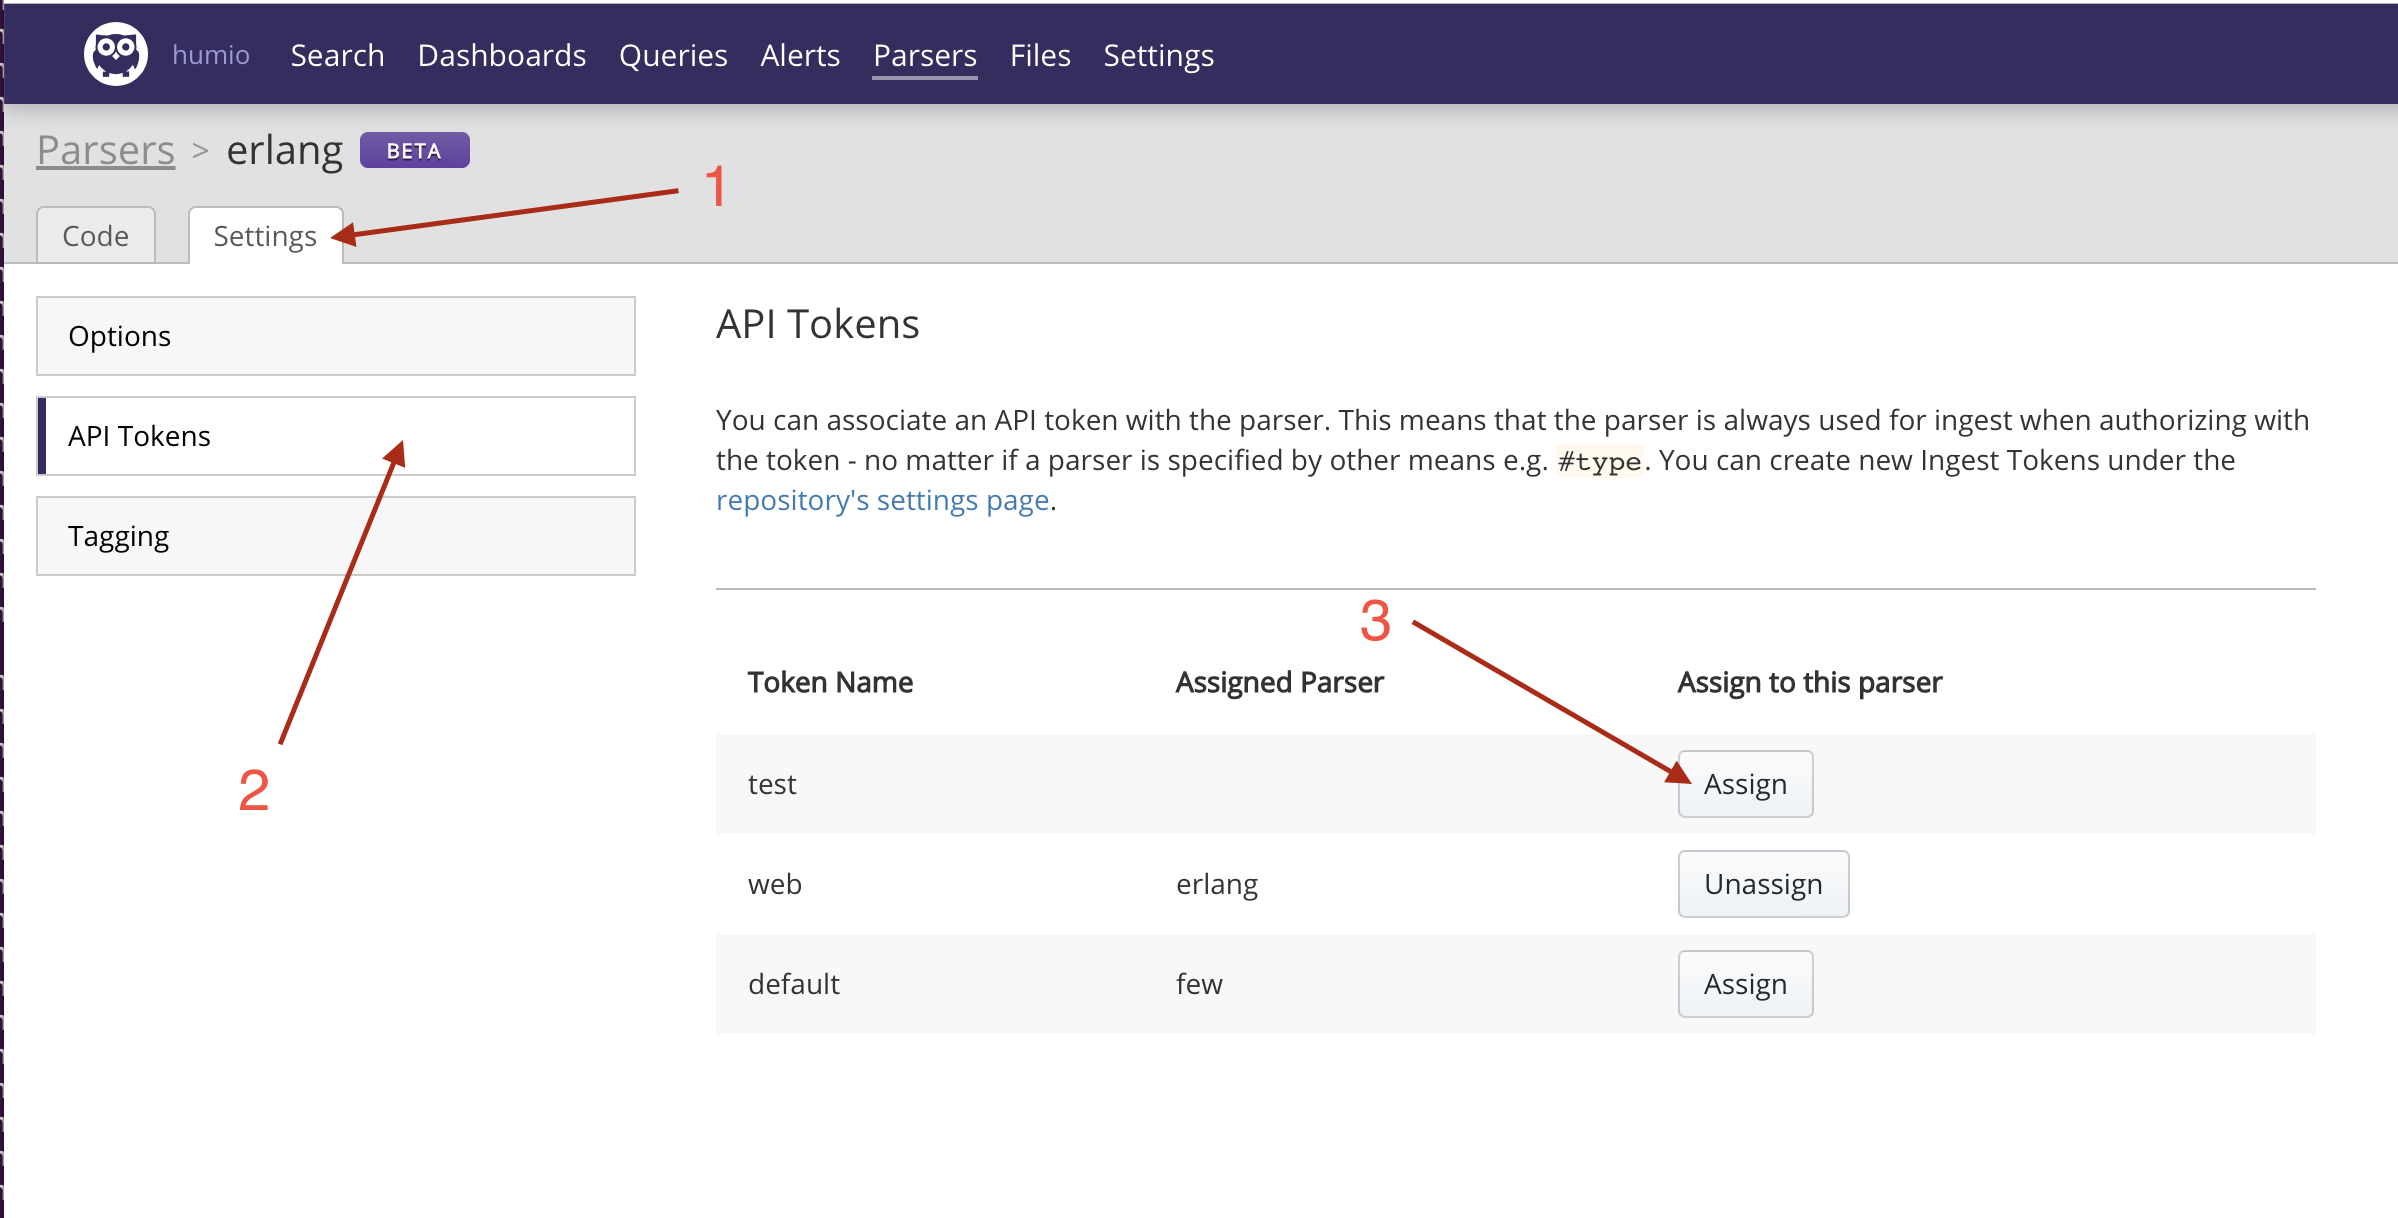 humio Search Dashboards Queries Alerts Parsers Files Settings
Parsers > erlang BETA
1
Code Settings
Options
API Tokens
Tagging
2
API Tokens
You can associate an API token with the parser. This means that the parser is always used for ingest when authorizing with
the token - no matter if a parser is specified by other means e.g. #type. You can create new Ingest Tokens under the
repository's settings page.
3
Token Name Assigned Parser Assign to this parser
test Assign
web erlang Unassign
default few Assign